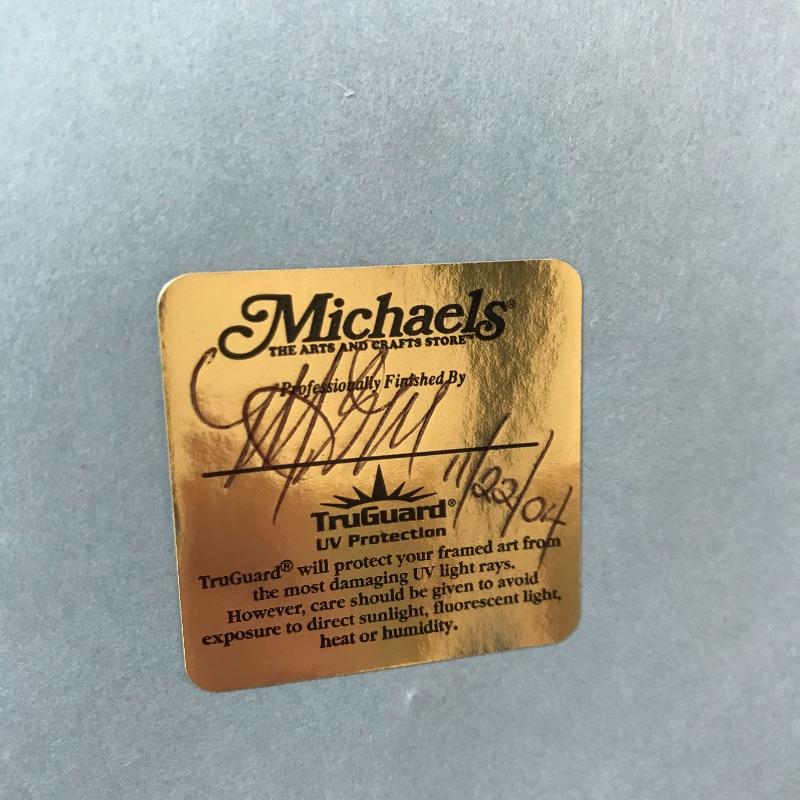 Michaels®
THE ARTS AND CRAFTS STORE™
Professionally Finished By
11/22/04
TruGuard®
UV Protection
TruGuard® will protect your framed art from
the most damaging UV light rays.
However, care should be given to avoid
exposure to direct sunlight, fluorescent light,
heat or humidity.